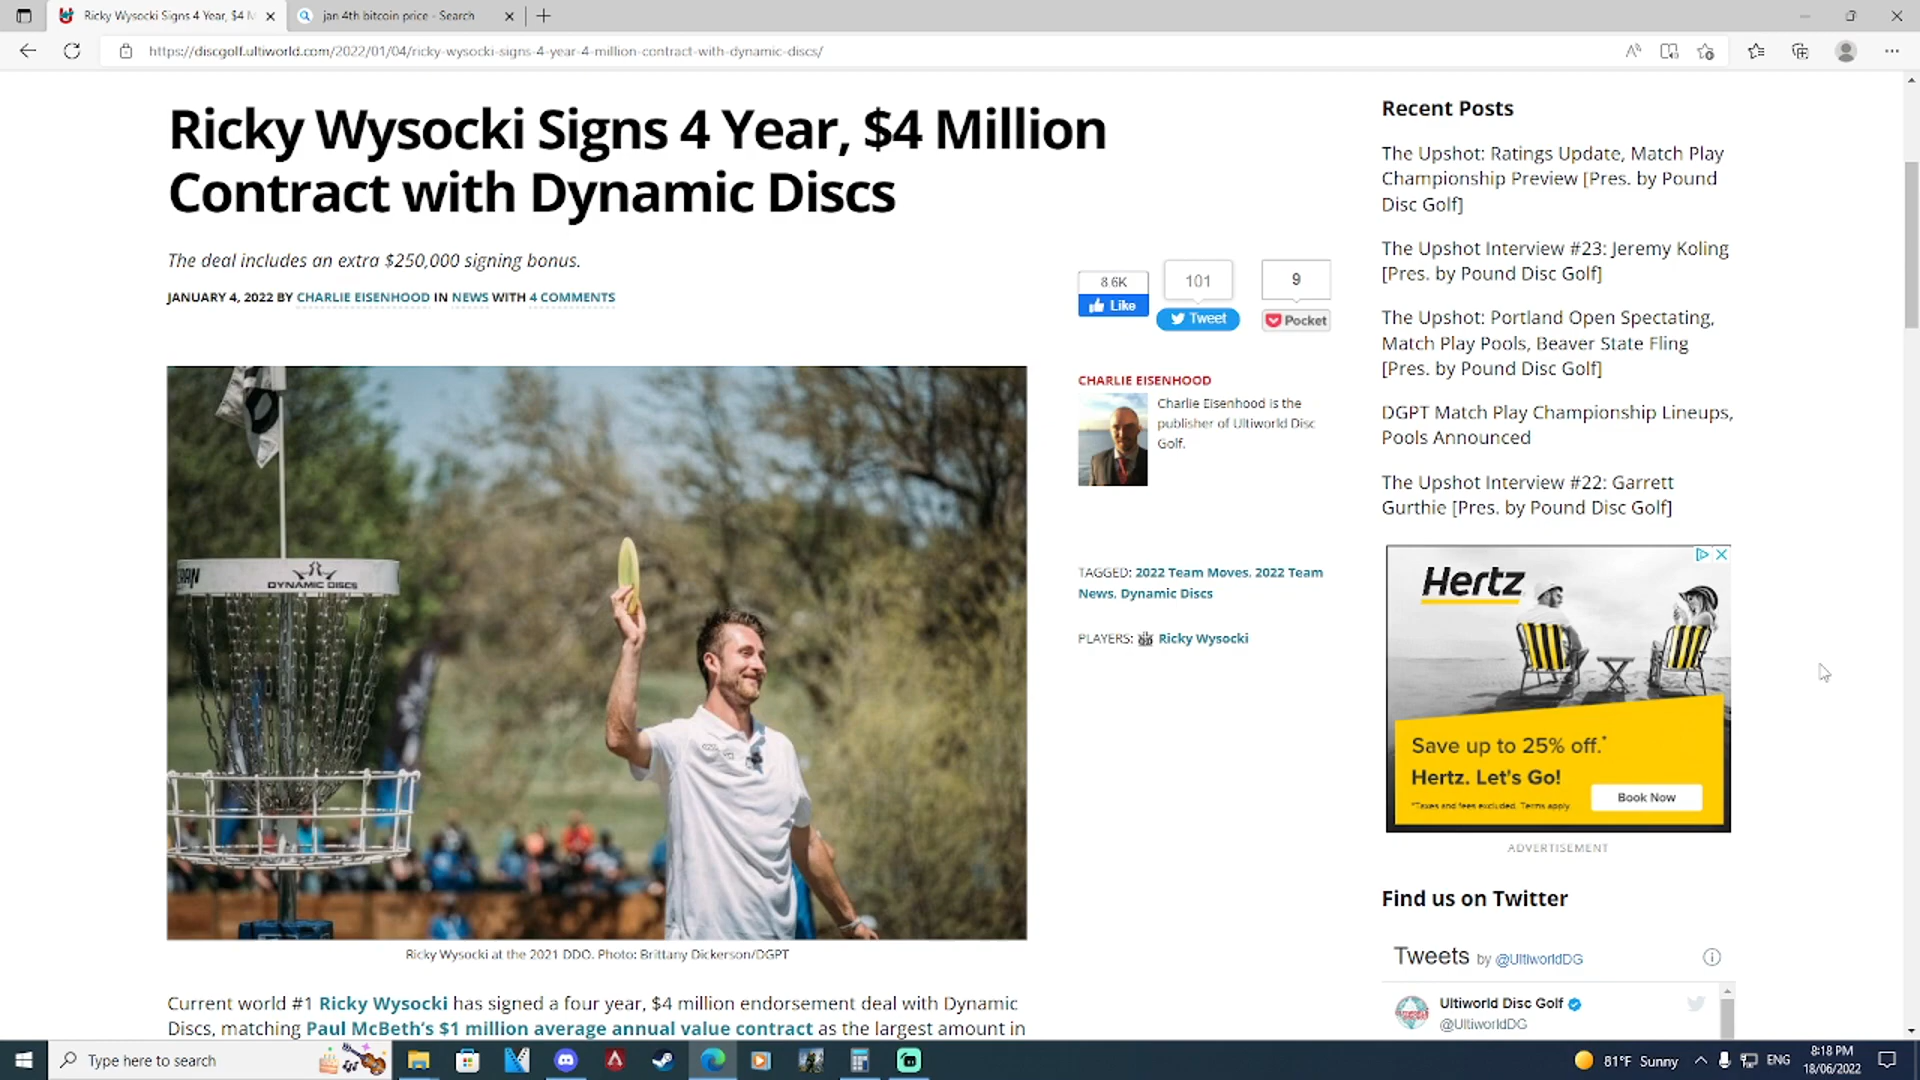 Ricky Wysocki Signs 4 Year, $4 M
jan 4th bitcoin price - Search
https://discgolf.ultiworld.com/2022/01/04/ricky-wysocki-signs-4-year-4-million-contract-with-dynamic-discs/
Ricky Wysocki Signs 4 Year, $4 Million
Contract with Dynamic Discs
The deal includes an extra $250,000 signing bonus.
JANUARY 4, 2022 BY CHARLIE EISENHOOD IN NEWS WITH 4 COMMENTS
8.6K
Like
101
Tweet
9
Pocket
CHARLIE EISENHOOD
Charlie Eisenhood is the
publisher of Ultiworld Disc
Golf.
TAGGED: 2022 Team Moves, 2022 Team
News, Dynamic Discs
PLAYERS: Ricky Wysocki
DYNAMIC DISCS
Ricky Wysocki at the 2021 DDO. Photo: Brittany Dickerson/DGPT
Current world #1 Ricky Wysocki has signed a four year, $4 million endorsement deal with Dynamic
Discs, matching Paul McBeth's $1 million average annual value contract as the largest amount in
Recent Posts
The Upshot: Ratings Update, Match Play
Championship Preview [Pres. by Pound
Disc Golf]
The Upshot Interview #23: Jeremy Koling
[Pres. by Pound Disc Golf]
The Upshot: Portland Open Spectating,
Match Play Pools, Beaver State Fling
[Pres. by Pound Disc Golf]
DGPT Match Play Championship Lineups,
Pools Announced
The Upshot Interview #22: Garrett
Gurthie [Pres. by Pound Disc Golf]
Hertz
Save up to 25% off.*
Hertz. Let's Go!
*Taxes and fees excluded. Terms apply.
Book Now
ADVERTISEMENT
Find us on Twitter
Tweets by @UltiworldDG
Ultiworld Disc Golf
@UltiworldDG
Type here to search
81°F Sunny
ENG
8:18 PM
18/06/2022